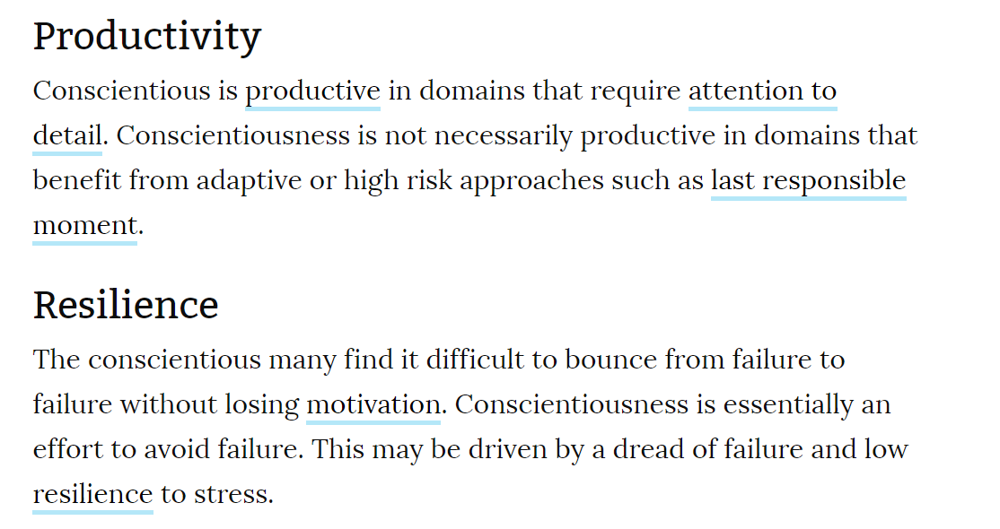 Productivity
Conscientious is productive in domains that require attention to
detail. Conscientiousness is not necessarily productive in domains that
benefit from adaptive or high risk approaches such as last responsible
moment.
Resilience
The conscientious many find it difficult to bounce from failure to
failure without losing motivation. Conscientiousness is essentially an
effort to avoid failure. This may be driven by a dread of failure and low
resilience to stress.